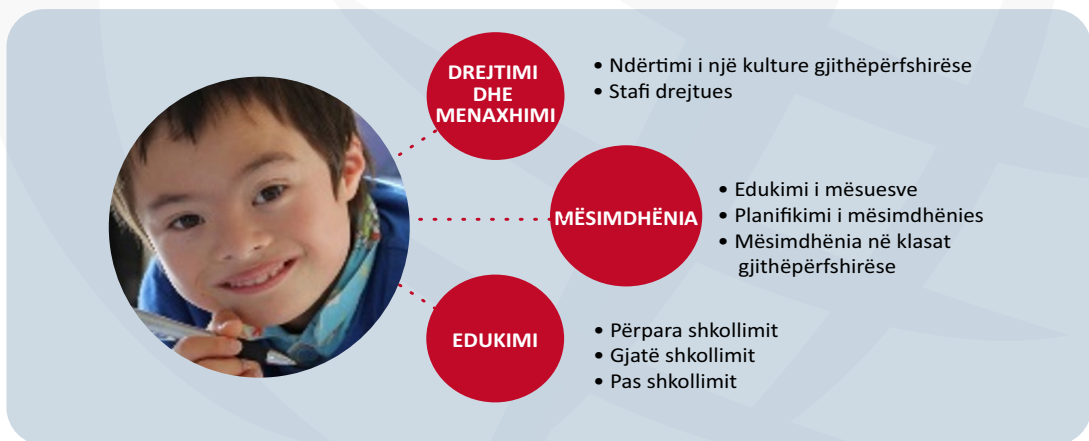 DREJTIMI
DHE
MENAXHIMI
• Ndërtimi i një kulture gjithëpërfshirëse
• Stafi drejtues
MËSIMDHËNIA
• Edukimi i mësuesve
• Planifikimi i mësimdhënies
• Mësimdhënia në klasat
gjithëpërfshirëse
EDUKIMI
• Përpara shkollimit
• Gjatë shkollimit
• Pas shkollimit